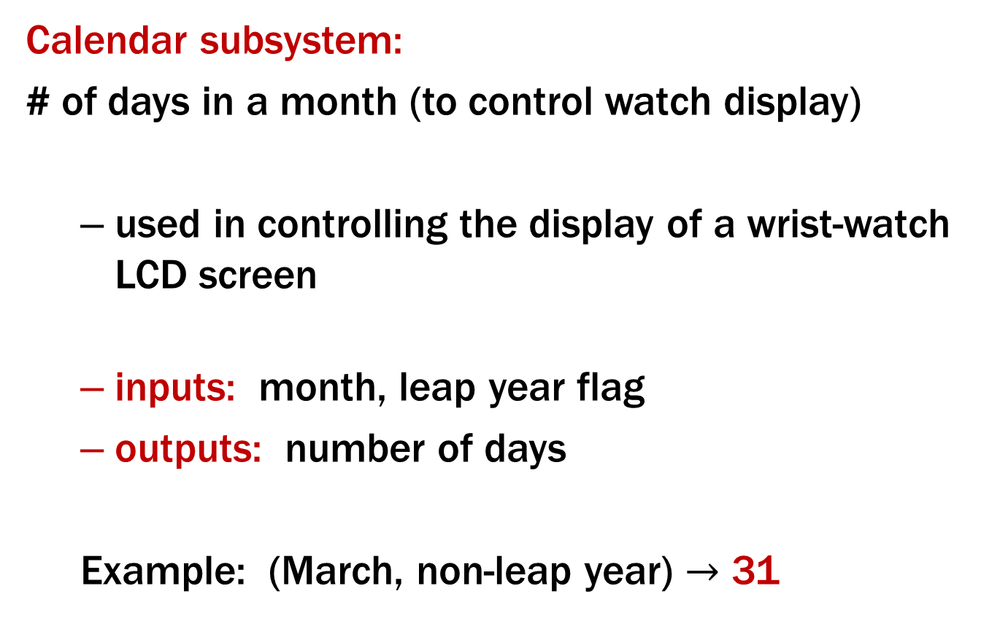 Calendar subsystem:
# of days in a month (to control watch display)
– used in controlling the display of a wrist-watch
LCD screen
– inputs: month, leap year flag
– outputs: number of days
Example: (March, non-leap year) → 31